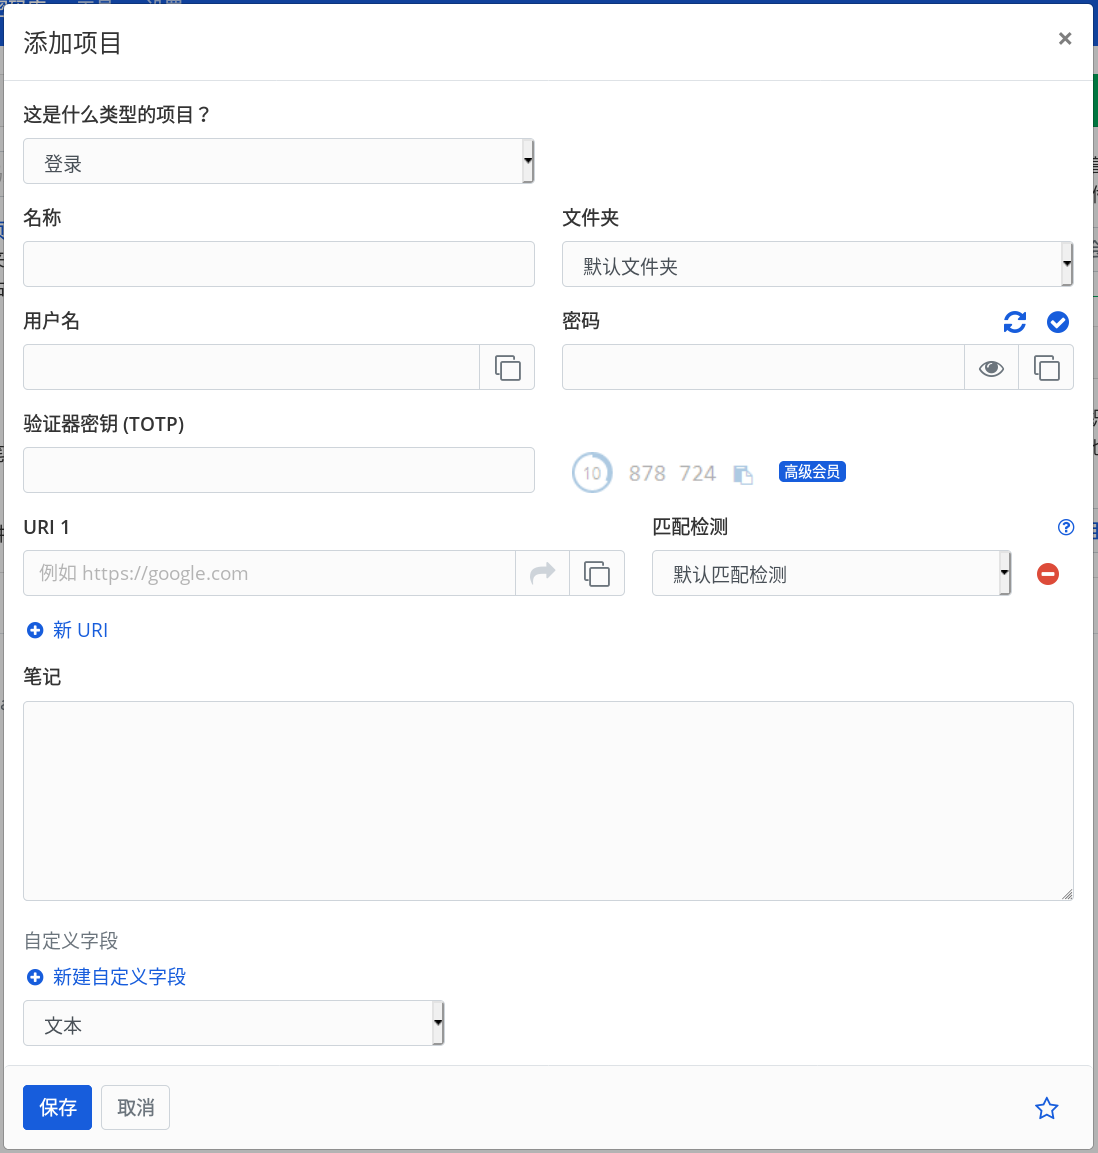 添加项目
×
这是什么类型的项目？
登录
名称
文件夹
默认文件夹
用户名
密码
验证器密钥 (TOTP)
10 878 724 高级会员
URI 1
匹配检测
例如 https://google.com
默认匹配检测
新 URI
笔记
自定义字段
新建自定义字段
文本
保存 取消